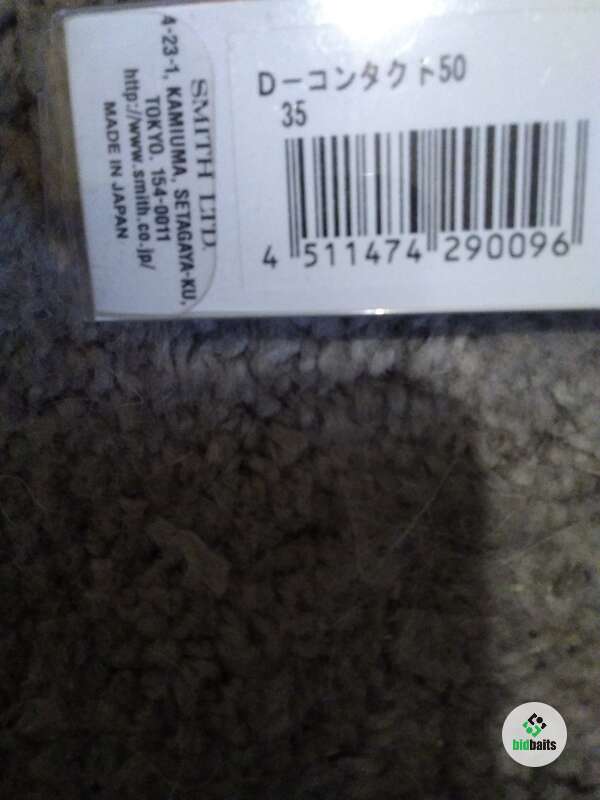 SMITH LTD.
4-23-1, KAMIUMA, SETAGAYA-KU,
TOKYO. 154-0011
http://www.smith.co.jp/
MADE IN JAPAN
D-コンタクト50
35
4 511474 290096
bidbaits